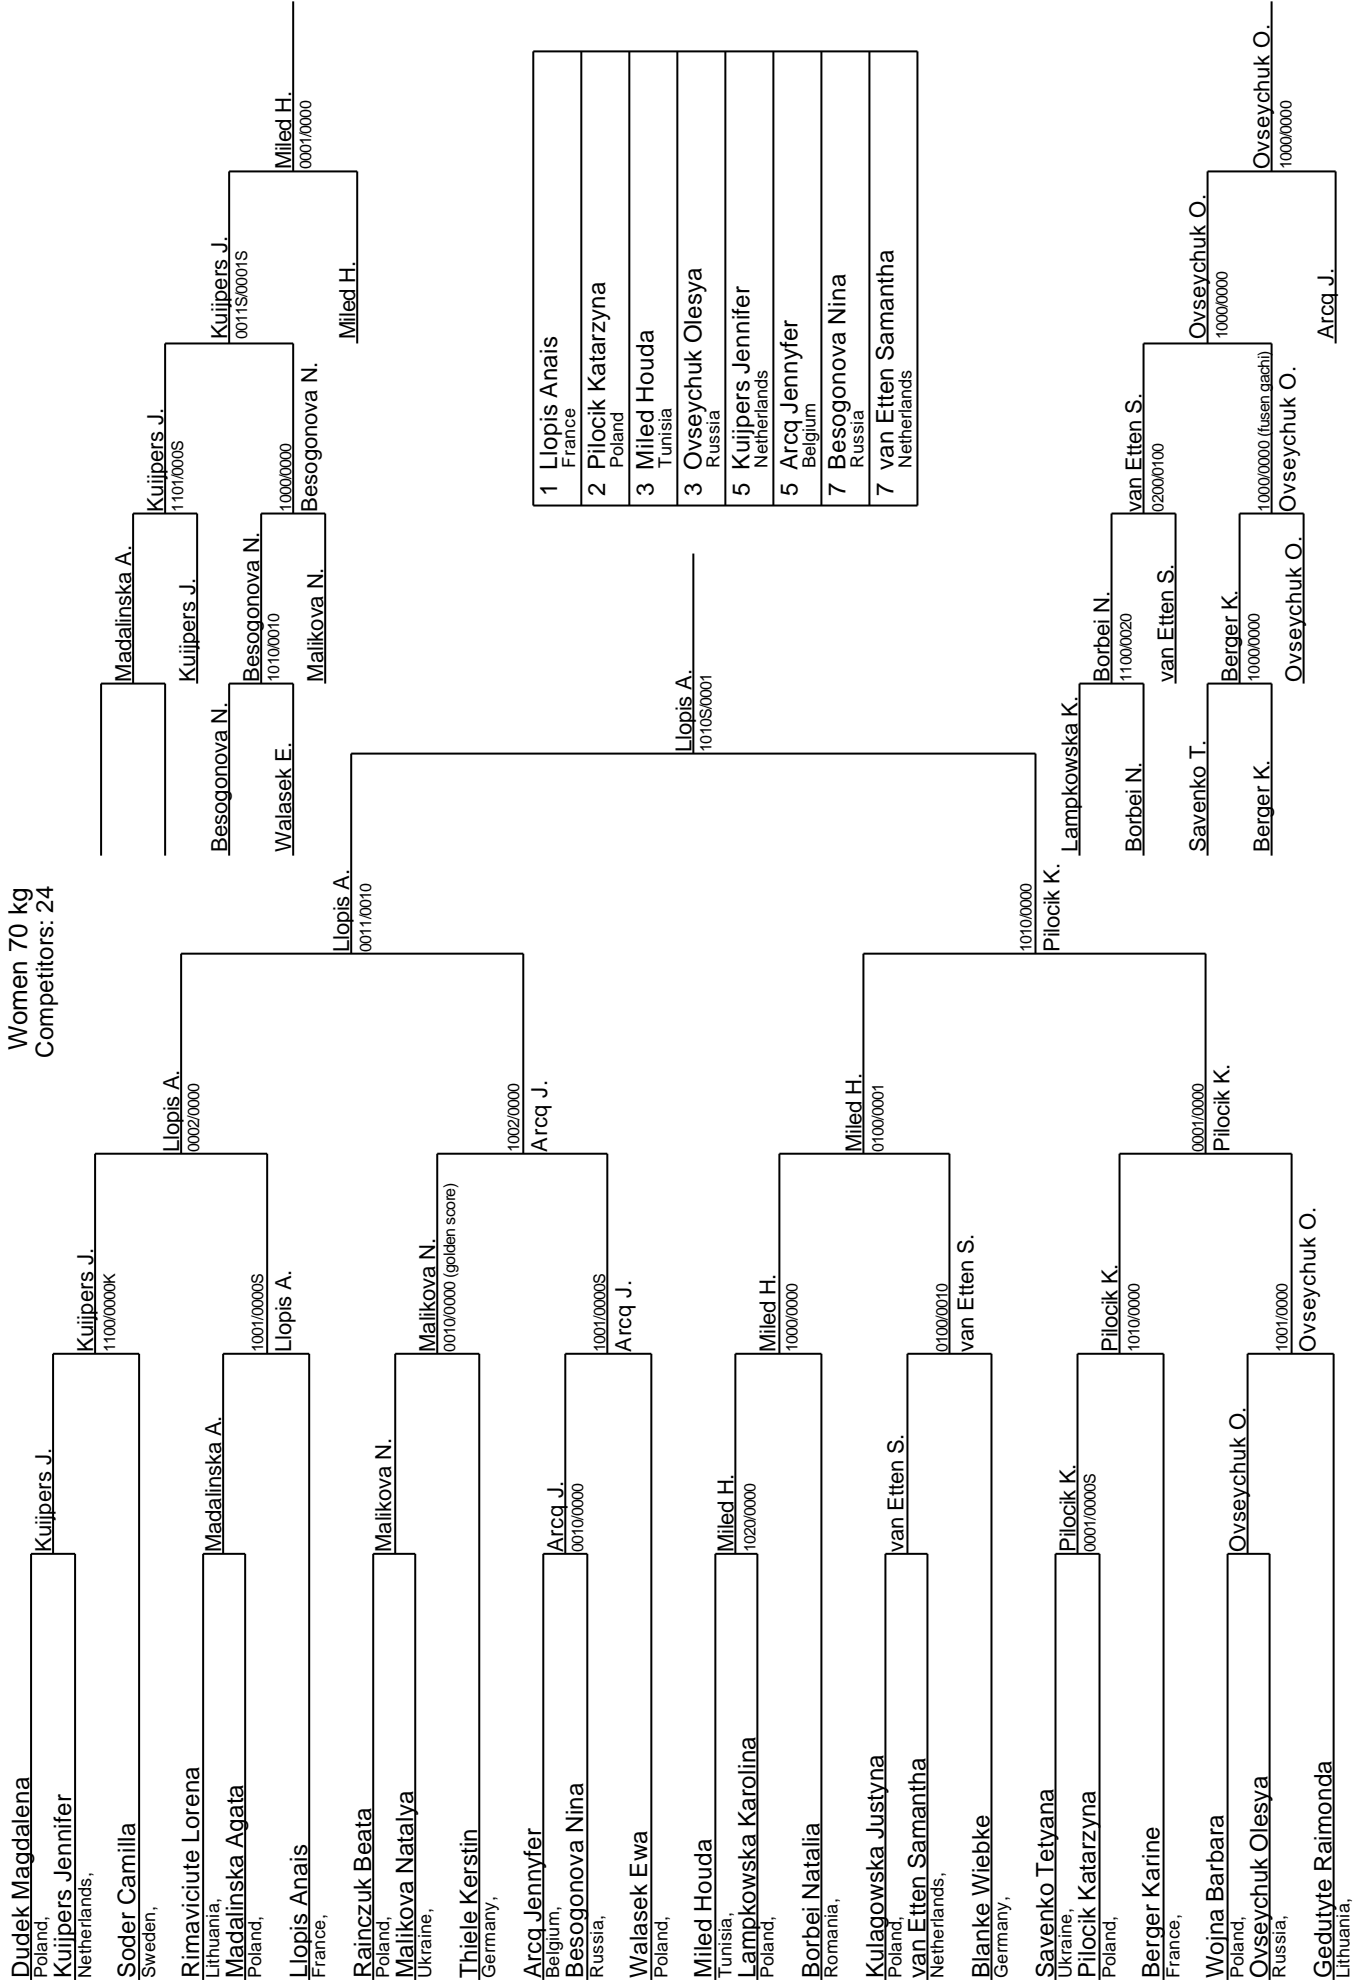 Women 70 kg
Competitors: 24
Dudek Magdalena
Poland,
Kuijpers Jennifer
Netherlands,
Soder Camilla
Sweden,
Rimaviciute Lorena
Lithuania,
Madalinska Agata
Poland,
Llopis Anais
France,
Rainczuk Beata
Poland,
Malikova Natalya
Ukraine,
Thiele Kerstin
Germany,
Arcq Jennyfer
Belgium,
Besogonova Nina
Russia,
Walasek Ewa
Poland,
Miled Houda
Tunisia,
Lampkowska Karolina
Poland,
Borbei Natalia
Romania,
Kulagowska Justyna
Poland,
van Etten Samantha
Netherlands,
Blanke Wiebke
Germany,
Savenko Tetyana
Ukraine,
Pilocik Katarzyna
Poland,
Berger Karine
France,
Wojna Barbara
Poland,
Ovseychuk Olesya
Russia,
Gedutyte Raimonda
Lithuania,
Kuijpers J.
Madalinska A.
Malikova N.
Arcq J.
0010/0000
Miled H.
1020/0000
van Etten S.
Pilocik K.
0001/0000S
Ovseychuk O.
Kuijpers J.
1100/0000K
1001/0000S
Llopis A.
Malikova N.
0010/0000 (golden score)
1001/0000S
Arcq J.
Miled H.
1000/0000
0100/0010
van Etten S.
Pilocik K.
1010/0000
1001/0000
Ovseychuk O.
Llopis A.
0002/0000
1002/0000
Arcq J.
Miled H.
0100/0001
0001/0000
Pilocik K.
Llopis A.
0011/0010
1010/0000
Pilocik K.
Llopis A.
1010S/0001
Besogonova N.
Walasek E.
Madalinska A.
Kuijpers J.
Besogonova N.
1010/0010
Malikova N.
Kuijpers J.
1101/000S
1000/0000
Besogonova N.
Kuijpers J.
0011S/0001S
Miled H.
Miled H.
0001/0000
Lampkowska K.
Borbei N.
Savenko T.
Berger K.
Borbei N.
1100/0020
van Etten S.
Berger K.
1000/0000
Ovseychuk O.
van Etten S.
0200/0100
1000/0000 (fusen gachi)
Ovseychuk O.
Ovseychuk O.
1000/0000
Arcq J.
Ovseychuk O.
1000/0000
1 Llopis Anais
France
2 Pilocik Katarzyna
Poland
3 Miled Houda
Tunisia
3 Ovseychuk Olesya
Russia
5 Kuijpers Jennifer
Netherlands
5 Arcq Jennyfer
Belgium
7 Besogonova Nina
Russia
7 van Etten Samantha
Netherlands